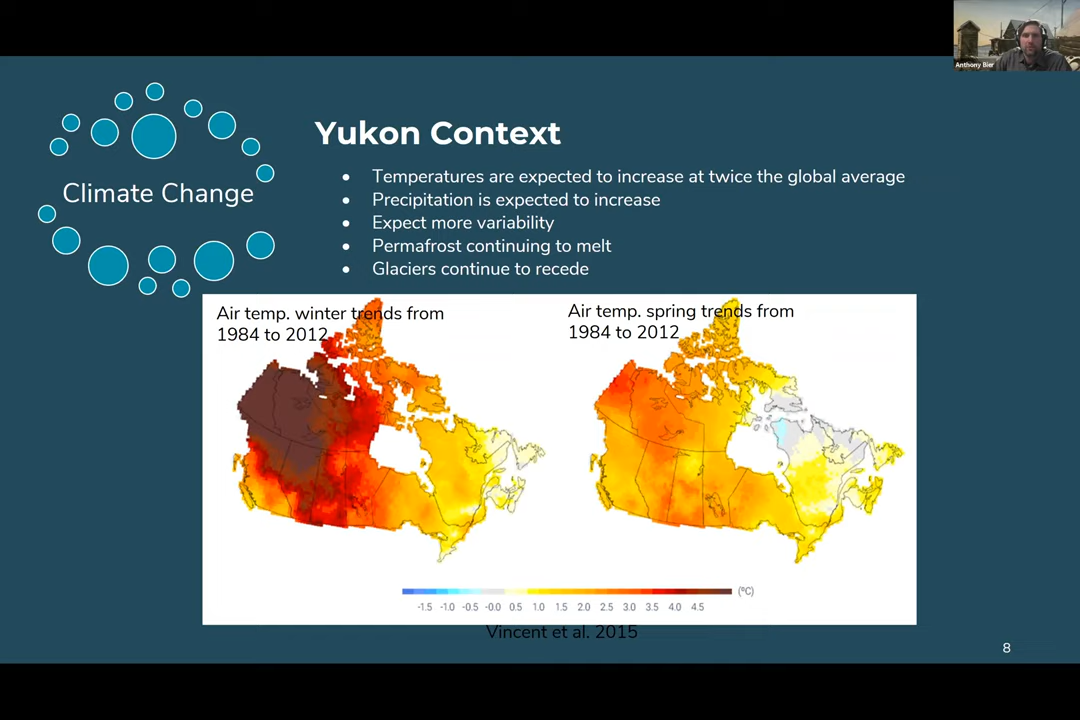 Anthony Bier
Climate Change
Yukon Context
Temperatures are expected to increase at twice the global average
Precipitation is expected to increase
Expect more variability
Permafrost continuing to melt
Glaciers continue to recede
Air temp. winter trends from
1984 to 2012
Air temp. spring trends from
1984 to 2012
(ºC)
-1.5 -1.0 -0.5 -0.0 0.5 1.0 1.5 2.0 2.5 3.0 3.5 4.0 4.5
Vincent et al. 2015
8